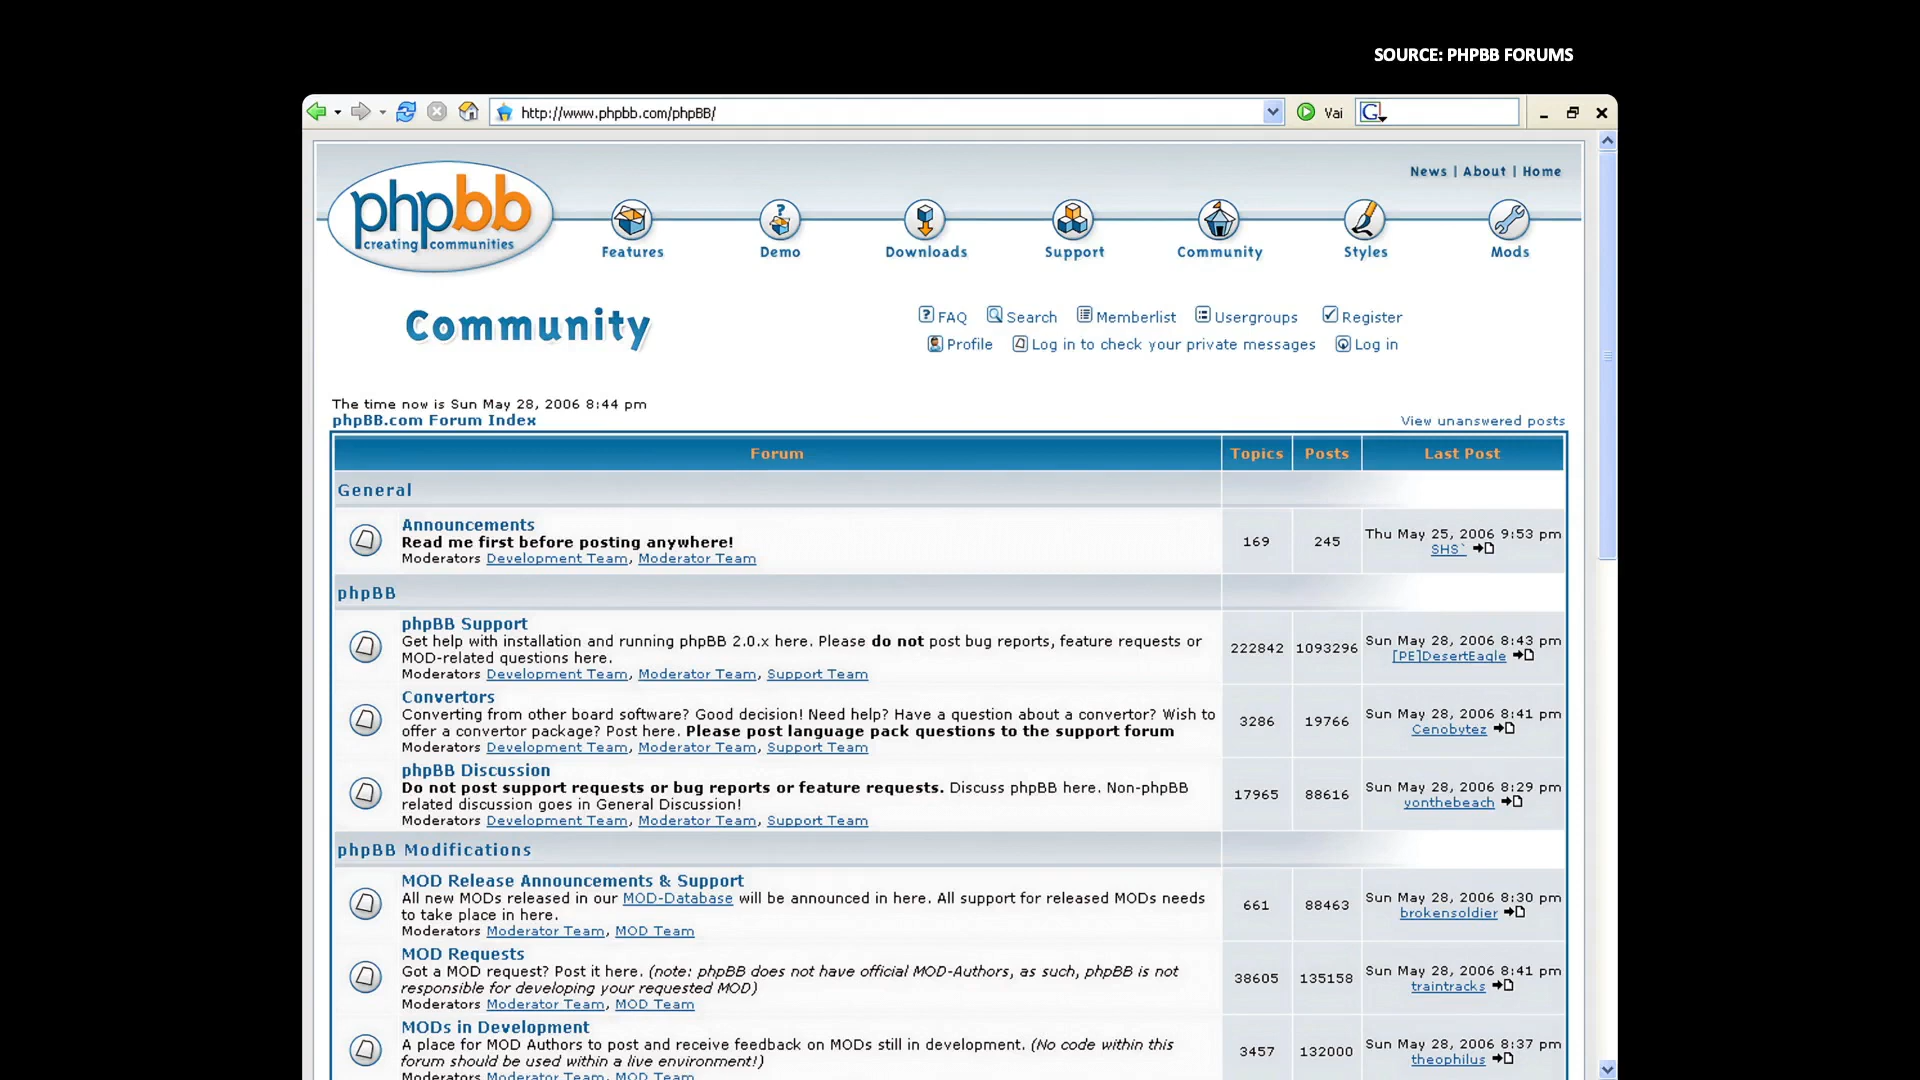 SOURCE: PHPBB FORUMS
http://www.phpbb.com/phpBB/
Vai
G
News | About | Home
phpbb
creating communities
Features
Demo
Downloads
Support
Community
Styles
Mods
Community
FAQ Search Memberlist Usergroups Register
Profile Log in to check your private messages Log in
The time now is Sun May 28, 2006 8:44 pm
phpBB.com Forum Index
View unanswered posts
Forum Topics Posts Last Post
General
Announcements
Read me first before posting anywhere!
Moderators Development Team, Moderator Team
169 245 Thu May 25, 2006 9:53 pm
SHS`
phpBB
phpBB Support
Get help with installation and running phpBB 2.0.x here. Please do not post bug reports, feature requests or
MOD-related questions here.
Moderators Development Team, Moderator Team, Support Team
222842 1093296 Sun May 28, 2006 8:43 pm
[PE]DesertEagle
Convertors
Converting from other board software? Good decision! Need help? Have a question about a convertor? Wish to
offer a convertor package? Post here. Please post language pack questions to the support forum
Moderators Development Team, Moderator Team, Support Team
3286 19766 Sun May 28, 2006 8:41 pm
Cenobytez
phpBB Discussion
Do not post support requests or bug reports or feature requests. Discuss phpBB here. Non-phpBB
related discussion goes in General Discussion!
Moderators Development Team, Moderator Team, Support Team
17965 88616 Sun May 28, 2006 8:29 pm
vonthebeach
phpBB Modifications
MOD Release Announcements & Support
All new MODs released in our MOD-Database will be announced in here. All support for released MODs needs
to take place in here.
Moderators Moderator Team, MOD Team
661 88463 Sun May 28, 2006 8:30 pm
brokensoldier
MOD Requests
Got a MOD request? Post it here. (note: phpBB does not have official MOD-Authors, as such, phpBB is not
responsible for developing your requested MOD)
Moderators Moderator Team, MOD Team
38605 135158 Sun May 28, 2006 8:41 pm
traintracks
MODs in Development
A place for MOD Authors to post and receive feedback on MODs still in development. (No code within this
forum should be used within a live environment!)
Moderators Moderator Team, MOD Team
3457 132000 Sun May 28, 2006 8:37 pm
theophilus